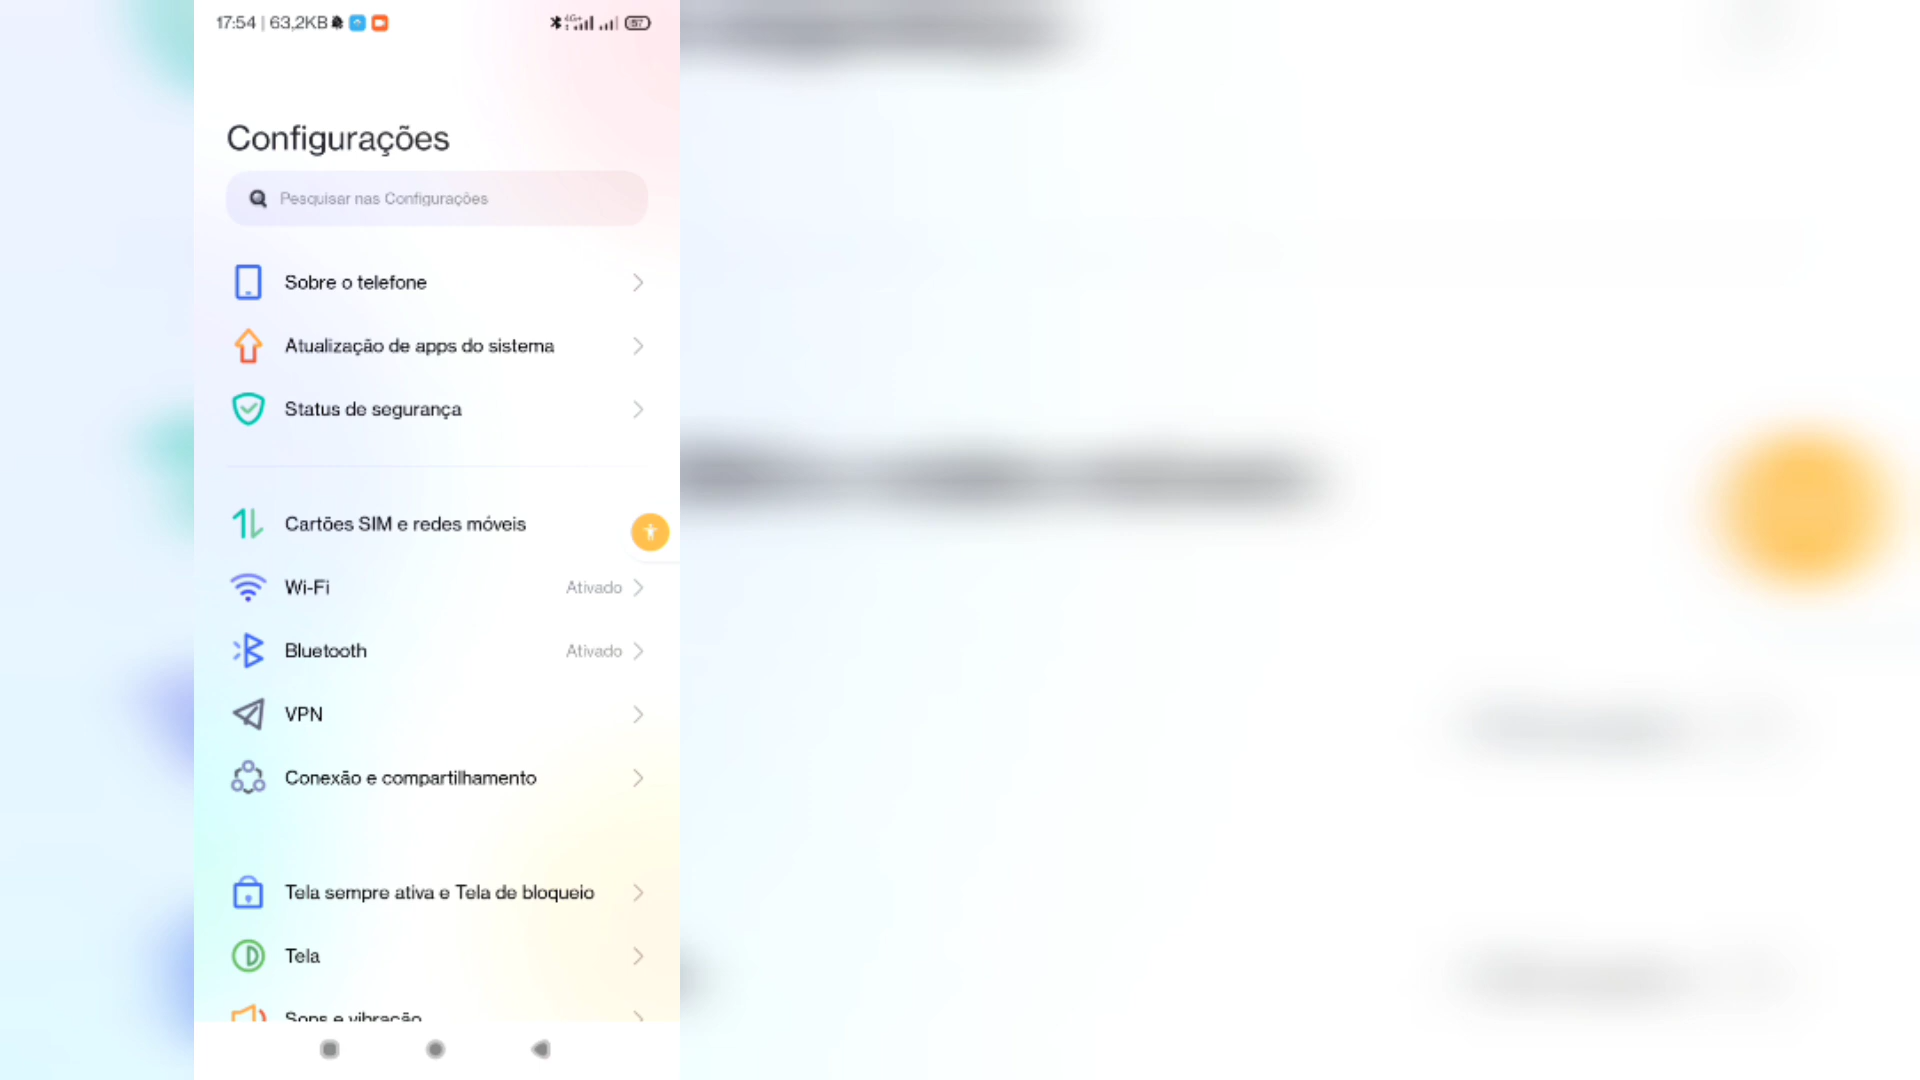 17:54 | 63,2KB
4G+
57
Configurações
Pesquisar nas Configurações
Sobre o telefone
Atualização de apps do sistema
Status de segurança
Cartões SIM e redes móveis
Wi-Fi Ativado
Bluetooth Ativado
VPN
Conexão e compartilhamento
Tela sempre ativa e Tela de bloqueio
Tela
Sons e vibração